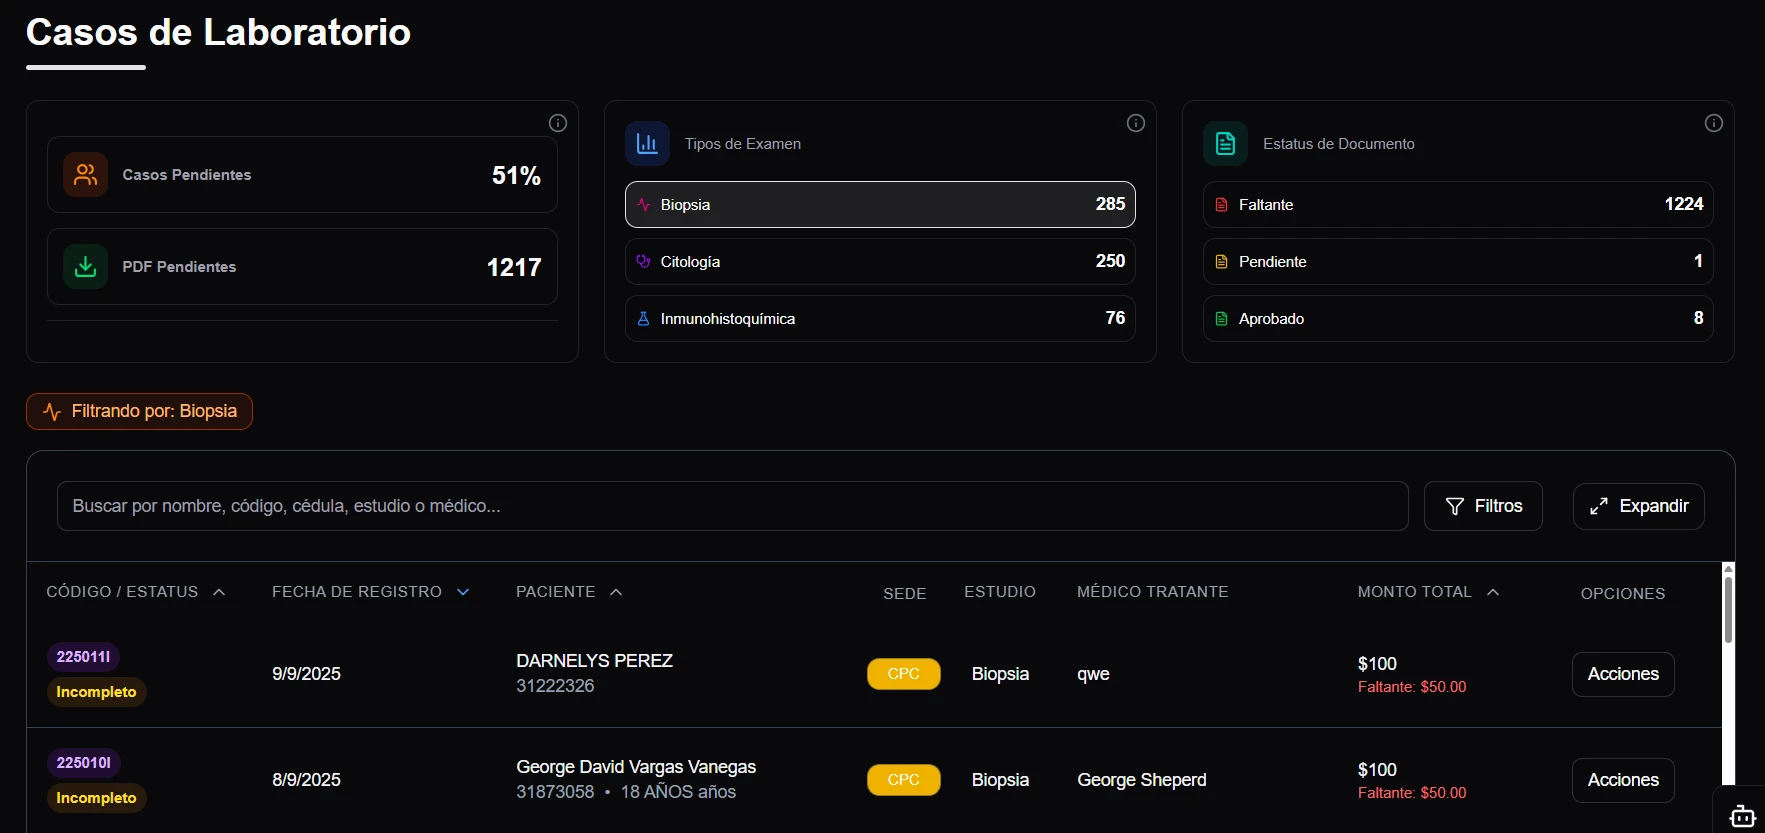 Casos de Laboratorio
Casos Pendientes 51%
PDF Pendientes 1217
Tipos de Examen
Biopsia 285
Citología 250
Inmunohistoquímica 76
Estatus de Documento
Faltante 1224
Pendiente 1
Aprobado 8
Filtrando por: Biopsia
Buscar por nombre, código, cédula, estudio o médico...
Filtros
Expandir
CÓDIGO / ESTATUS FECHA DE REGISTRO PACIENTE SEDE ESTUDIO MÉDICO TRATANTE MONTO TOTAL OPCIONES
225011I
Incompleto
9/9/2025
DARNELYS PEREZ
31222326
CPC
Biopsia
qwe
$100
Faltante: $50.00
Acciones
225010I
Incompleto
8/9/2025
George David Vargas Vanegas
31873058 • 18 AÑOS años
CPC
Biopsia
George Sheperd
$100
Faltante: $50.00
Acciones